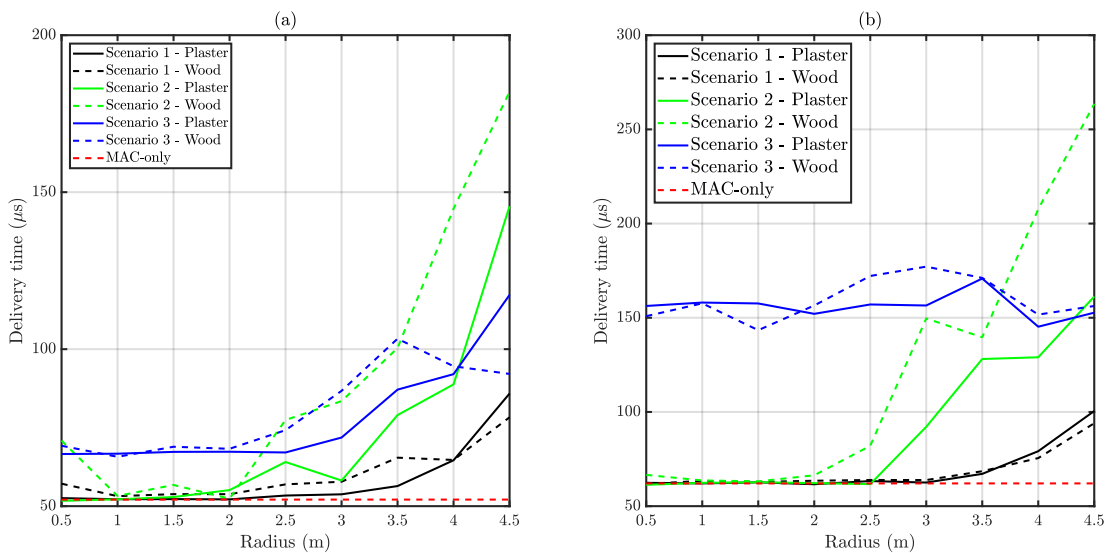 (a)
200
150
100
50
Delivery time (μs)
Scenario 1 - Plaster
Scenario 1 - Wood
Scenario 2 - Plaster
Scenario 2 - Wood
Scenario 3 - Plaster
Scenario 3 - Wood
MAC-only
0.5 1 1.5 2 2.5 3 3.5 4 4.5
Radius (m)
(b)
300
250
200
150
100
50
Delivery time (μs)
Scenario 1 - Plaster
Scenario 1 - Wood
Scenario 2 - Plaster
Scenario 2 - Wood
Scenario 3 - Plaster
Scenario 3 - Wood
MAC-only
0.5 1 1.5 2 2.5 3 3.5 4 4.5
Radius (m)